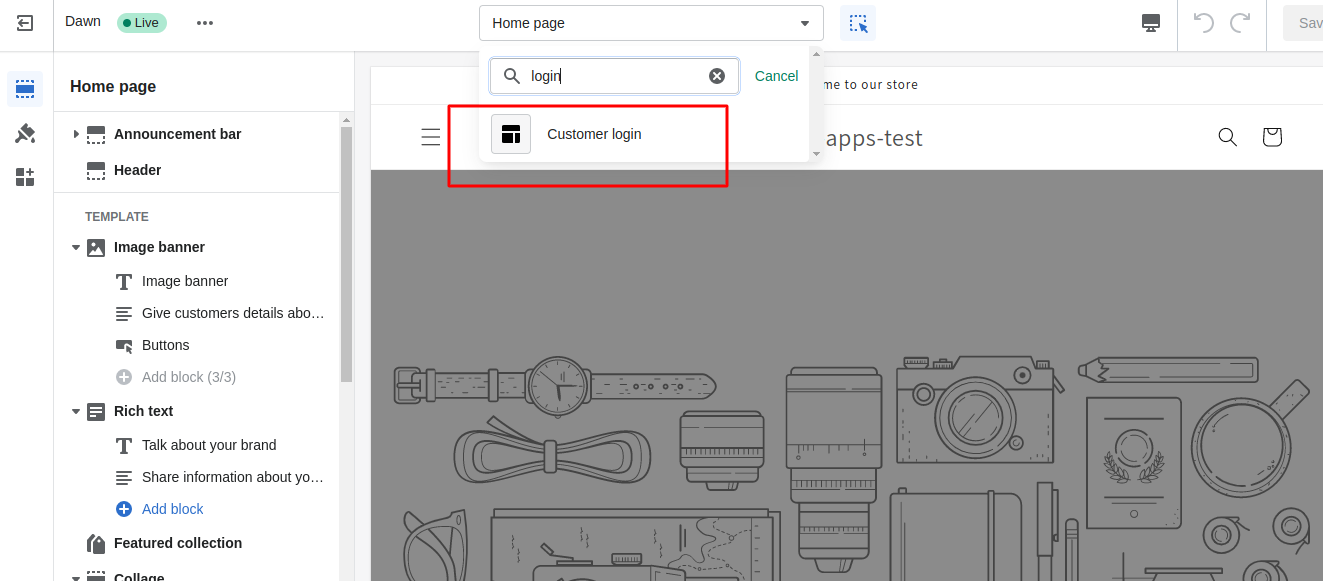 Dawn
Live
Home page
Sav
Home page
login
Cancel
me to our store
Announcement bar
Customer login
apps-test
Header
TEMPLATE
Image banner
Image banner
Give customers details abo…
Buttons
Add block (3/3)
Rich text
Talk about your brand
Share information about yo…
Add block
Featured collection
Collage